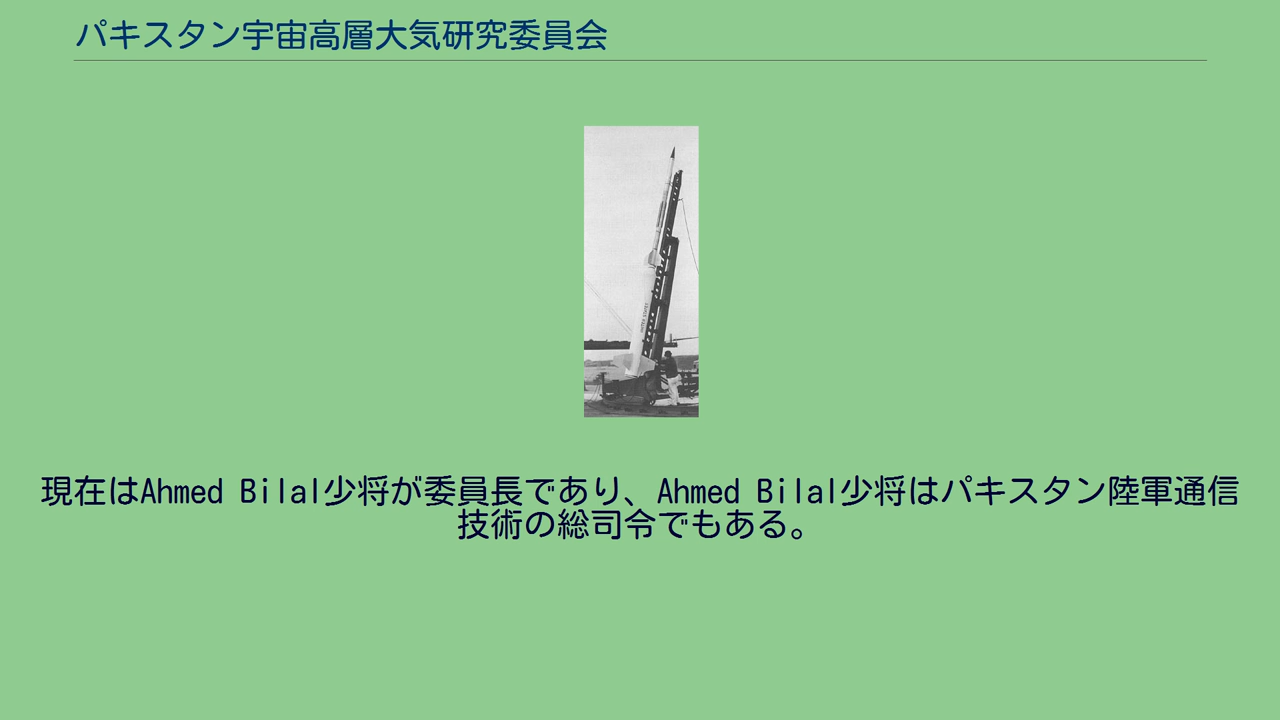 パキスタン宇宙高層大気研究委員会
現在はAhmed Bilal少将が委員長であり、Ahmed Bilal少将はパキスタン陸軍通信
技術の総司令でもある。